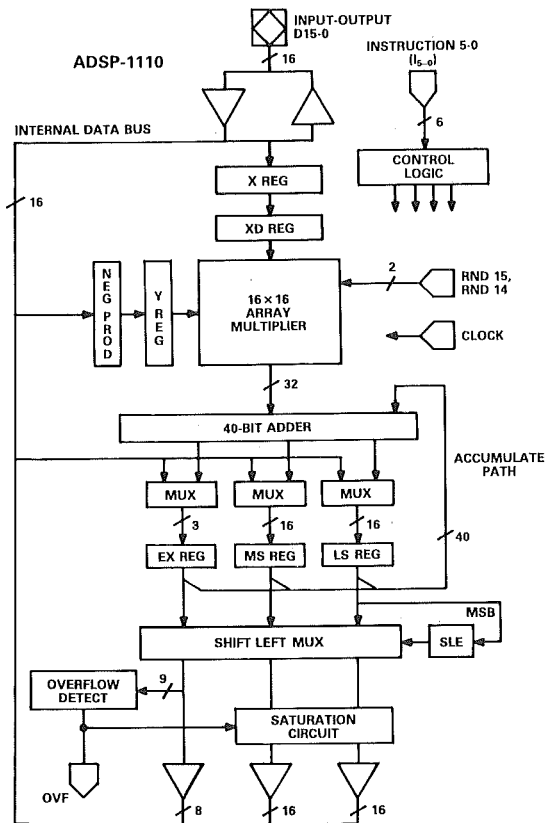 INPUT-OUTPUT
D15-0
ADSP-1110
16
INSTRUCTION 5-0
(I5–0)
6
INTERNAL DATA BUS
CONTROL
LOGIC
X REG
16
XD REG
NEG PROD
Y REG
16 × 16
ARRAY
MULTIPLIER
2
RND 15,
RND 14
CLOCK
32
40-BIT ADDER
ACCUMULATE
PATH
MUX
MUX
MUX
3
16
16
40
EX REG
MS REG
LS REG
MSB
SHIFT LEFT MUX
SLE
OVERFLOW
DETECT
9
SATURATION
CIRCUIT
OVF
8
16
16